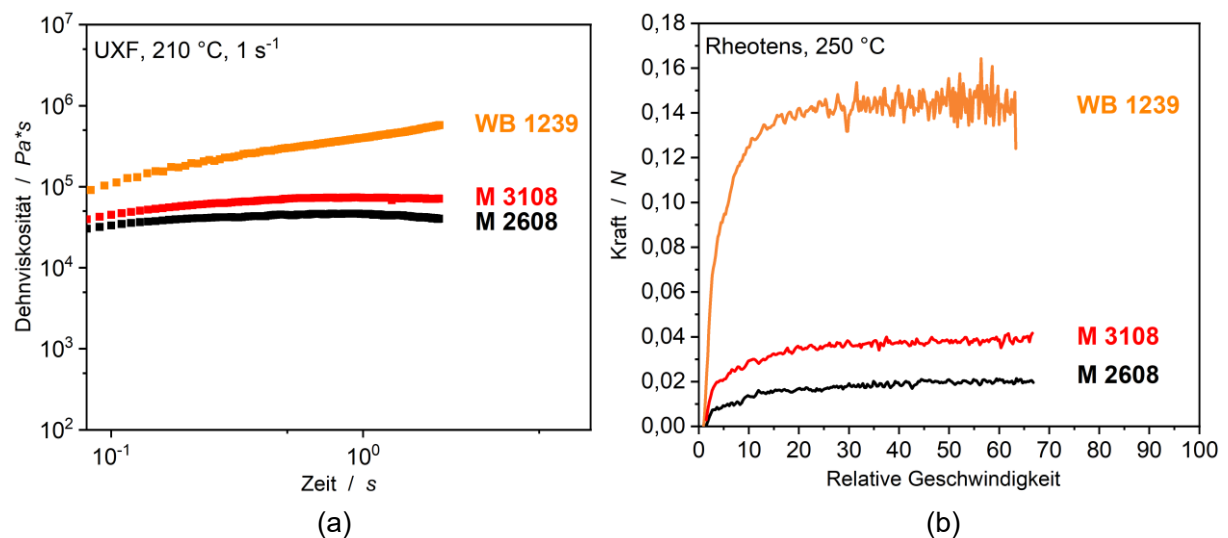 10⁷
10⁶
10⁵
10⁴
10³
10²
Dehnviskosität / Pa*s
UXF, 210 °C, 1 s⁻¹
WB 1239
M 3108
M 2608
10⁻¹
10⁰
Zeit / s
(a)
0,18
0,16
0,14
0,12
0,10
0,08
0,06
0,04
0,02
0,00
Kraft / N
Rheotens, 250 °C
WB 1239
M 3108
M 2608
0 10 20 30 40 50 60 70 80 90 100
Relative Geschwindigkeit
(b)